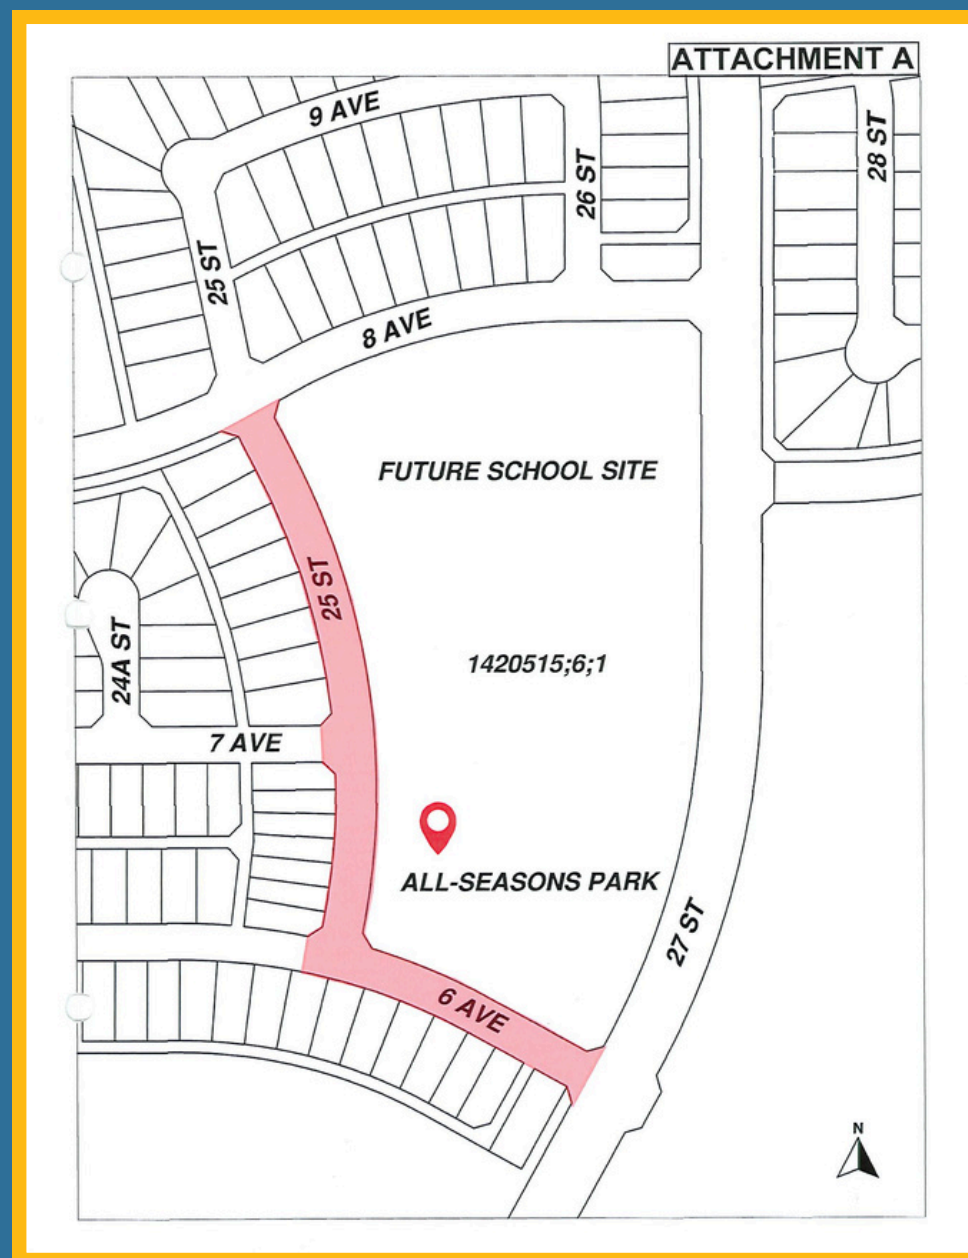 ATTACHMENT A
9 AVE
26 ST
28 ST
25 ST
8 AVE
FUTURE SCHOOL SITE
25 ST
24A ST
1420515;6;1
7 AVE
ALL-SEASONS PARK
27 ST
6 AVE
N